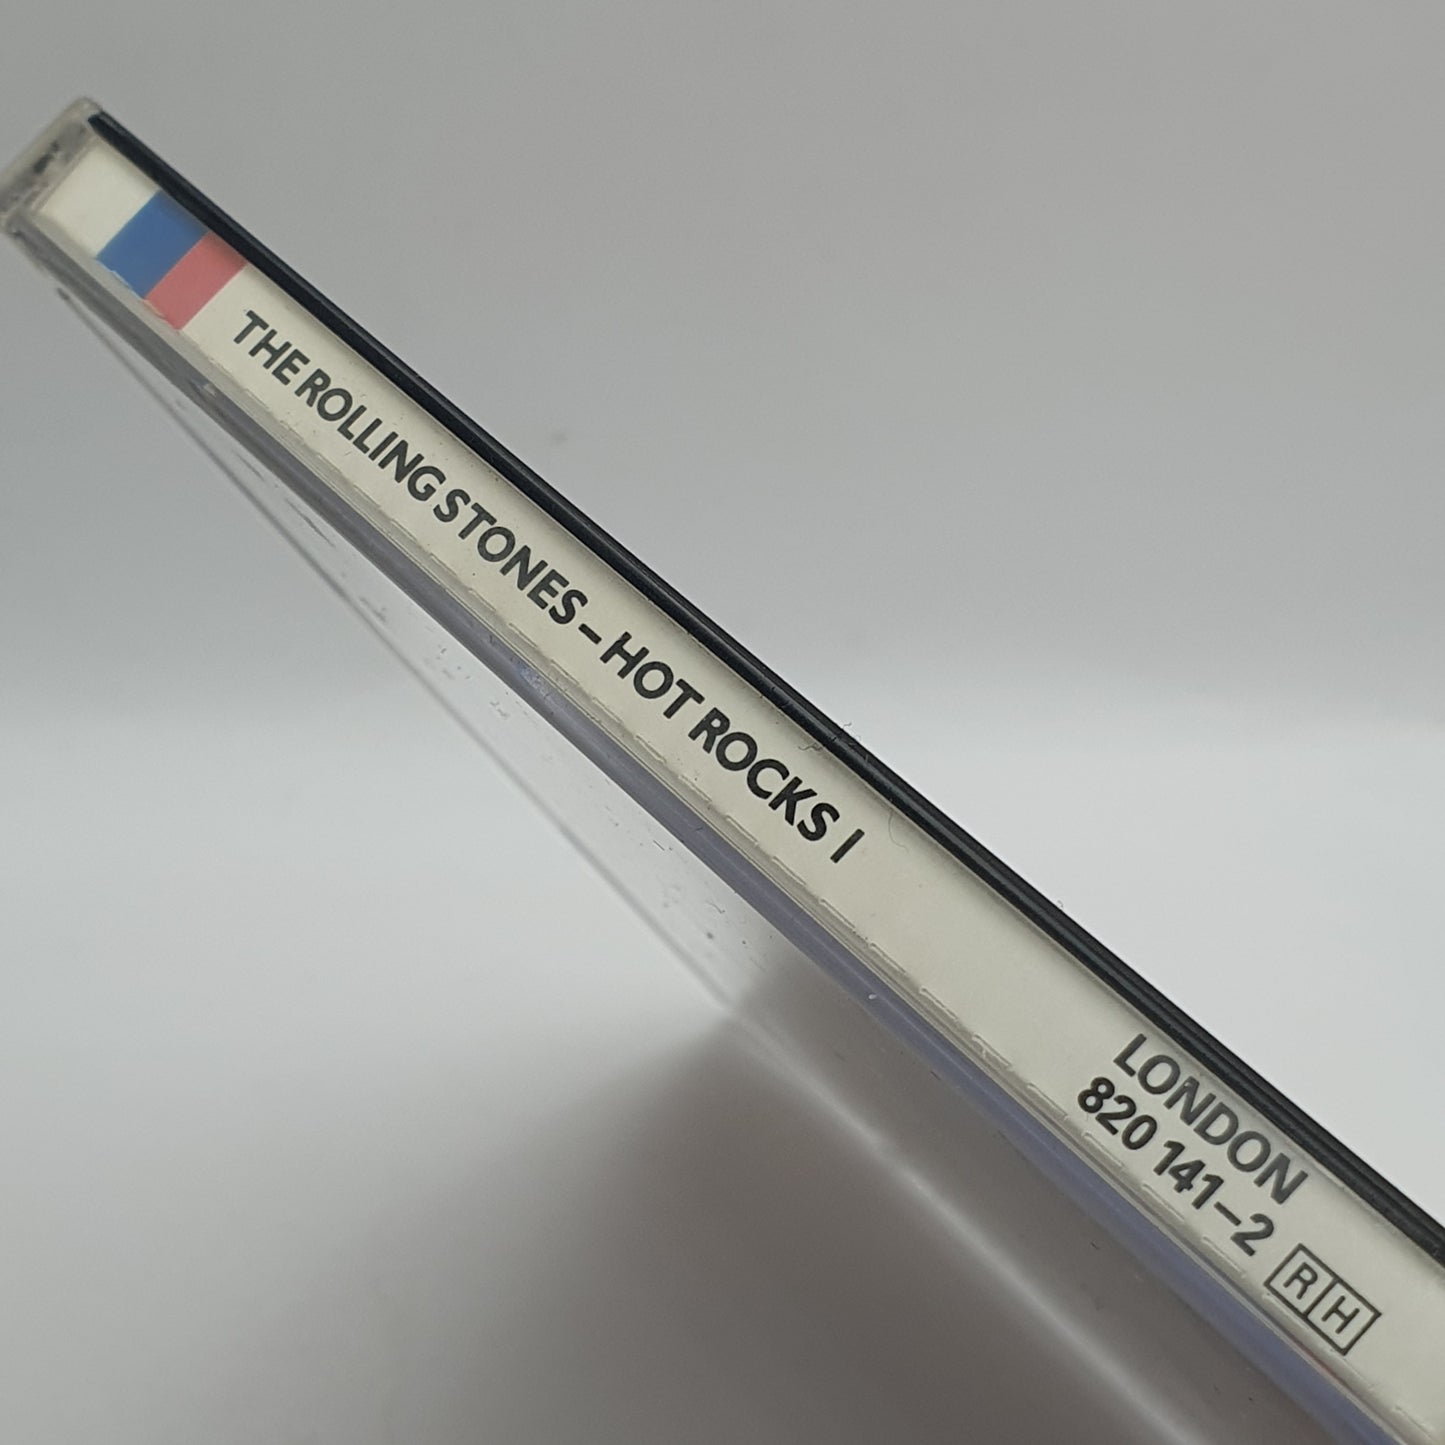 THE ROLLING STONES – HOT ROCKS I
LONDON
820 141–2
RH